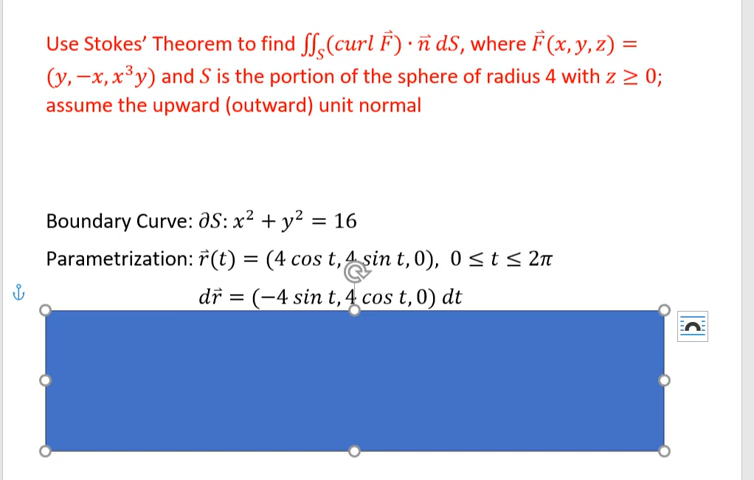 Use Stokes' Theorem to find ∬ₛ(curl F⃗) · n⃗ dS, where F⃗(x, y, z) =
(y, −x, x³y) and S is the portion of the sphere of radius 4 with z ≥ 0;
assume the upward (outward) unit normal
Boundary Curve: ∂S: x² + y² = 16
Parametrization: r⃗(t) = (4 cos t, 4 sin t, 0), 0 ≤ t ≤ 2π
dr⃗ = (−4 sin t, 4 cos t, 0) dt